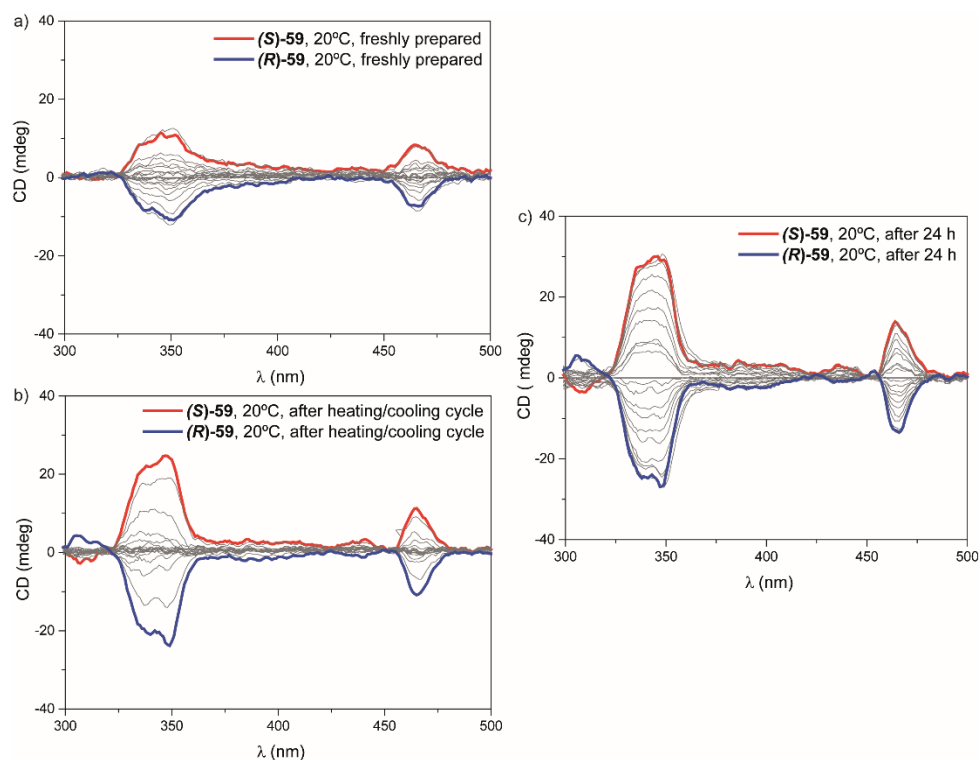 a)
(S)-59, 20ºC, freshly prepared
(R)-59, 20ºC, freshly prepared
40
20
0
-20
-40
CD (mdeg)
300 350 400 450 500
λ (nm)
b)
(S)-59, 20ºC, after heating/cooling cycle
(R)-59, 20ºC, after heating/cooling cycle
40
20
0
-20
-40
CD (mdeg)
300 350 400 450 500
λ (nm)
c)
(S)-59, 20ºC, after 24 h
(R)-59, 20ºC, after 24 h
40
20
0
-20
-40
CD ( mdeg)
300 350 400 450 500
λ (nm)